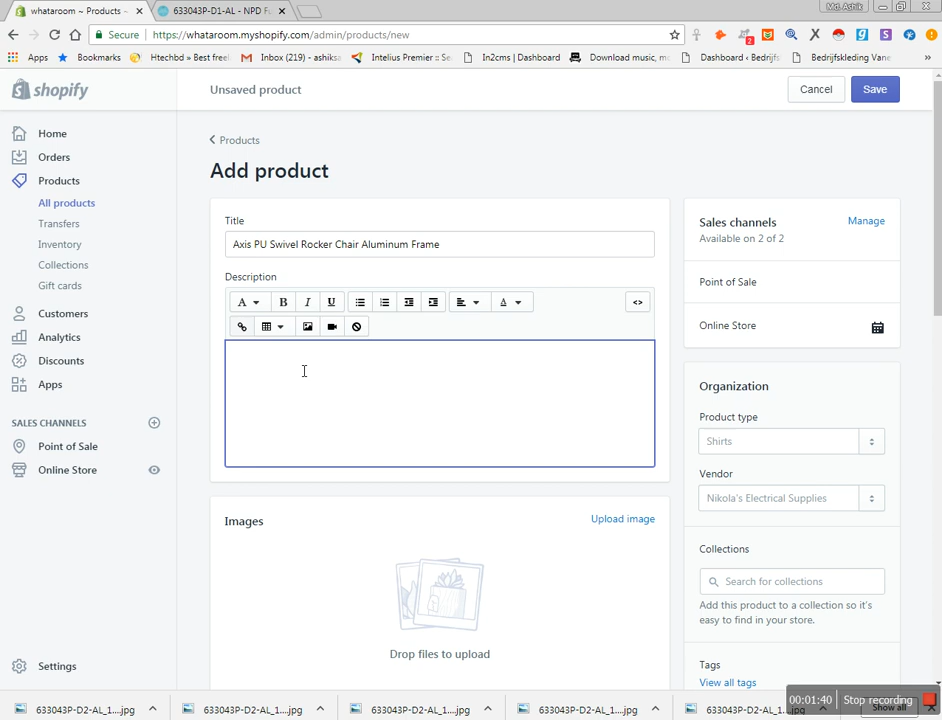 whataroom ~ Products ~
633043P-D1-AL - NPD Fu
Md. Ashik
Secure
https://whataroom.myshopify.com/admin/products/new
2
Apps
Bookmarks
Htechbd » Best free
Inbox (219) - ashiksa
Intelius Premier :: Se
In2cms | Dashboard
Download music, mo
Dashboard ‹ Bedrijfs
Bedrijfskleding Vane
»
shopify
Unsaved product
Cancel
Save
Home
Orders
Products
All products
Transfers
Inventory
Collections
Gift cards
Customers
Analytics
Discounts
Apps
SALES CHANNELS
Point of Sale
Online Store
Settings
Products
Add product
Title
Axis PU Swivel Rocker Chair Aluminum Frame
Description
A B I U A <>
Images
Upload image
Drop files to upload
Sales channels
Manage
Available on 2 of 2
Point of Sale
Online Store
Organization
Product type
Shirts
Vendor
Nikola's Electrical Supplies
Collections
Search for collections
Add this product to a collection so it's
easy to find in your store.
Tags
View all tags
00:01:40
Stop recording
633043P-D2-AL_1....jpg
633043P-D2-AL_1....jpg
633043P-D2-AL_1....jpg
633043P-D2-AL_1....jpg
633043P-D2-AL_1....jpg
Show all